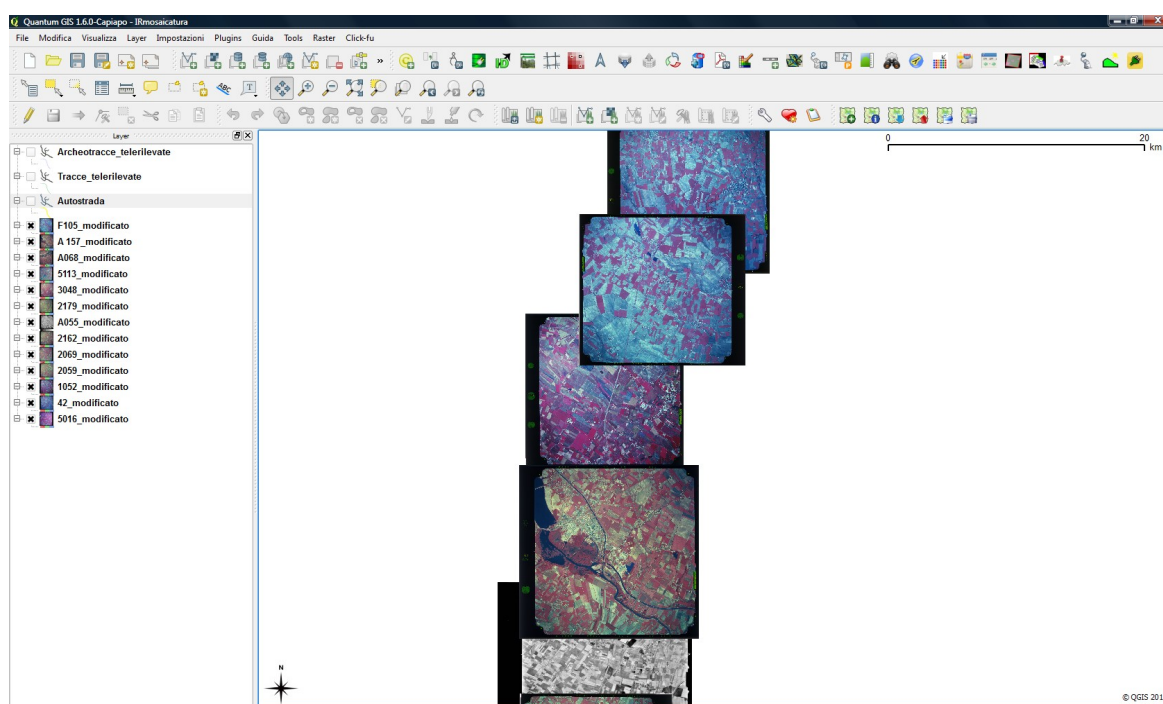 Quantum GIS 1.6.0-Capiapo - IRmosaicatura
File Modifica Visualizza Layer Impostazioni Plugins Guida Tools Raster Click-fu
Layer
Archeotracce_telerilevate
Tracce_telerilevate
Autostrada
F105_modificato
A 157_modificato
A068_modificato
5113_modificato
3048_modificato
2179_modificato
A055_modificato
2162_modificato
2069_modificato
2059_modificato
1052_modificato
42_modificato
5016_modificato
0 20
km
N
© QGIS 201